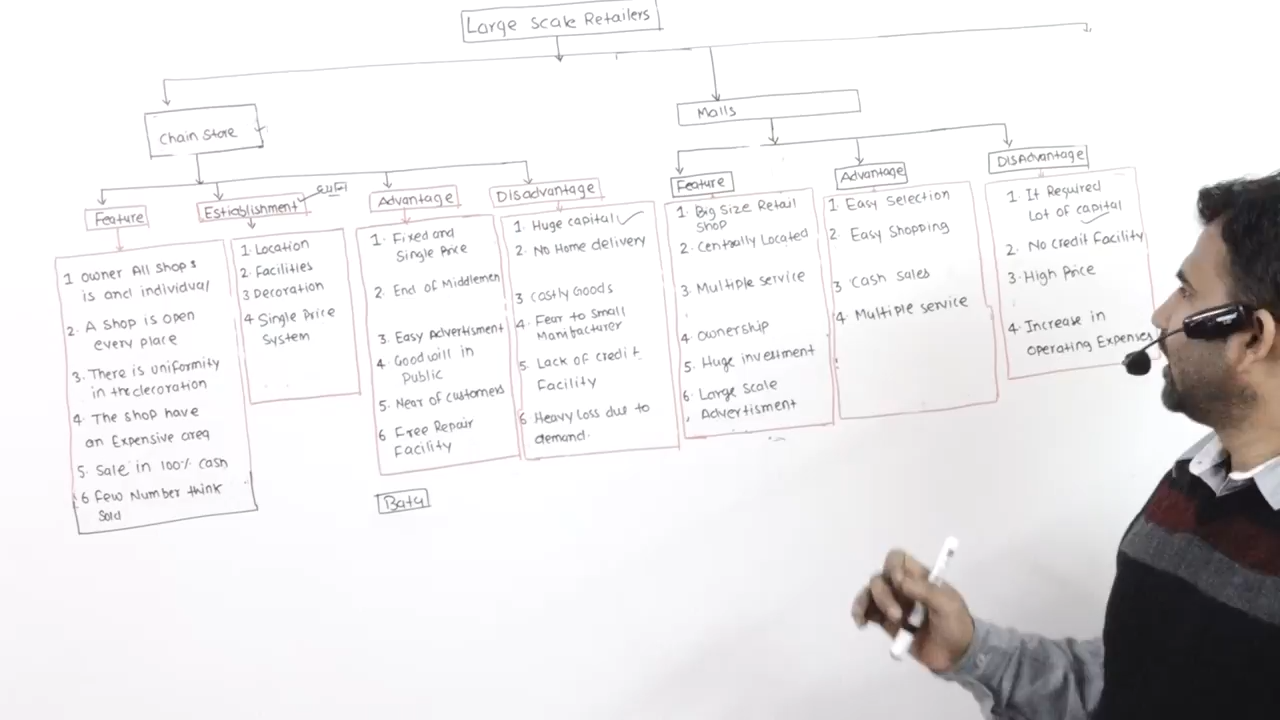 Large Scale Retailers
Chain Store
Feature
1 owner All Shops
is and individual
2. A shop is open
every place
3. There is uniformity
in the decoration
4 The shop have
an Expensive area
5. Sale in 100% cash
6 Few Number think
Sold
Estiablishment
1. Location
2. Facilities
3 Decoration
4 Single Price
System
Advantage
1. Fixed and
Single Price
2. End of Middlemen
3. Easy Advertisment
4. Good will in
Public
5. Near of customers
6 Free Repair
Facility
Baty
Disadvantage
1. Huge capital
2. No Home delivery
3 costly Goods
4. Fear to Small
Manifacturer
5. Lack of credit
Facility
6 Heavy loss due to
demand.
Malls
Feature
1. Big Size Retail
Shop
2. Centrally Located
3. Multiple service
4 ownership
5. Huge investment
6. Large Scale
Advertisment
Advantage
1. Easy Selection
2. Easy Shopping
3 Cash Sales
4. Multiple service
Disadvantage
1. It Required
Lot of capital
2. No Credit Facility
3. High Price
4. Increase in
Operating Expenses